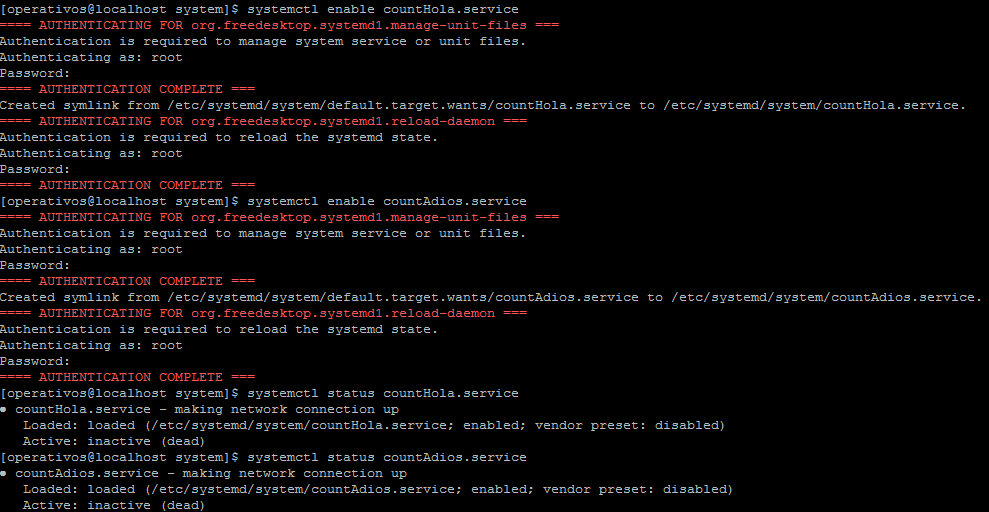 [operativos@localhost system]$ systemctl enable countHola.service
==== AUTHENTICATING FOR org.freedesktop.systemd1.manage-unit-files ===
Authentication is required to manage system service or unit files.
Authenticating as: root
Password:
==== AUTHENTICATION COMPLETE ===
Created symlink from /etc/systemd/system/default.target.wants/countHola.service to /etc/systemd/system/countHola.service.
==== AUTHENTICATING FOR org.freedesktop.systemd1.reload-daemon ===
Authentication is required to reload the systemd state.
Authenticating as: root
Password:
==== AUTHENTICATION COMPLETE ===
[operativos@localhost system]$ systemctl enable countAdios.service
==== AUTHENTICATING FOR org.freedesktop.systemd1.manage-unit-files ===
Authentication is required to manage system service or unit files.
Authenticating as: root
Password:
==== AUTHENTICATION COMPLETE ===
Created symlink from /etc/systemd/system/default.target.wants/countAdios.service to /etc/systemd/system/countAdios.service.
==== AUTHENTICATING FOR org.freedesktop.systemd1.reload-daemon ===
Authentication is required to reload the systemd state.
Authenticating as: root
Password:
==== AUTHENTICATION COMPLETE ===
[operativos@localhost system]$ systemctl status countHola.service
● countHola.service - making network connection up
   Loaded: loaded (/etc/systemd/system/countHola.service; enabled; vendor preset: disabled)
   Active: inactive (dead)
[operativos@localhost system]$ systemctl status countAdios.service
● countAdios.service - making network connection up
   Loaded: loaded (/etc/systemd/system/countAdios.service; enabled; vendor preset: disabled)
   Active: inactive (dead)